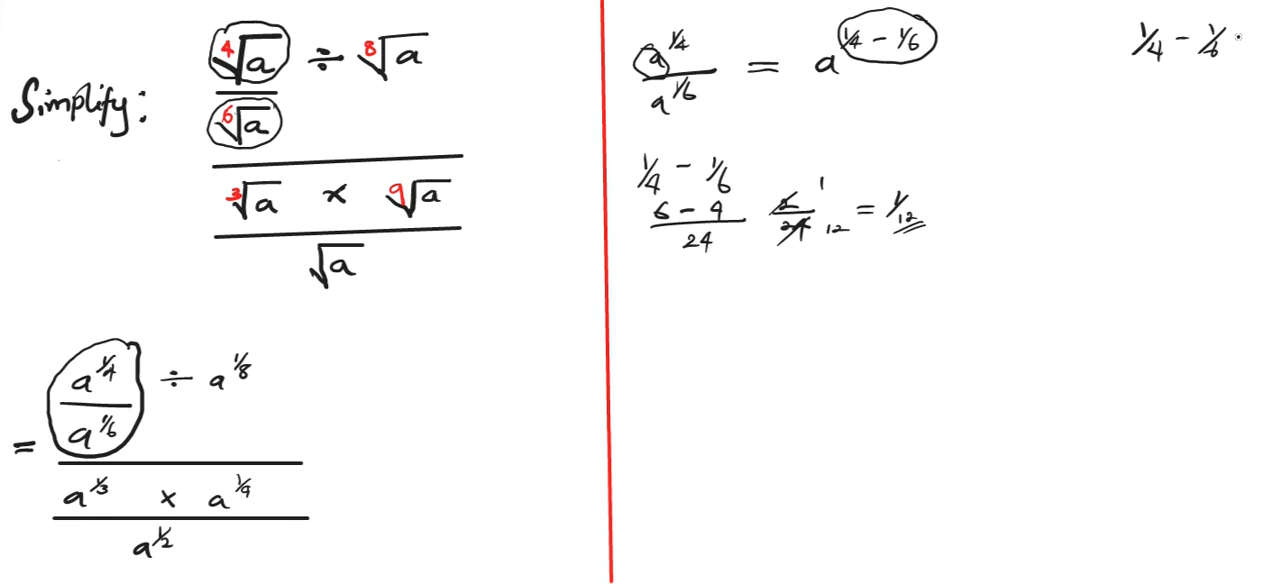 Simplify:
⁴√a ÷ ⁸√a
⁶√a
³√a × ⁹√a
√a
a^1/4 ÷ a^1/8
a^1/6
=
a^1/3 × a^1/9
a^1/2
a^1/4 = a^1/4 - 1/6
a^1/6
1/4 - 1/6
6 - 4 2 1 = 1/12
24 24 12
1/4 - 1/6